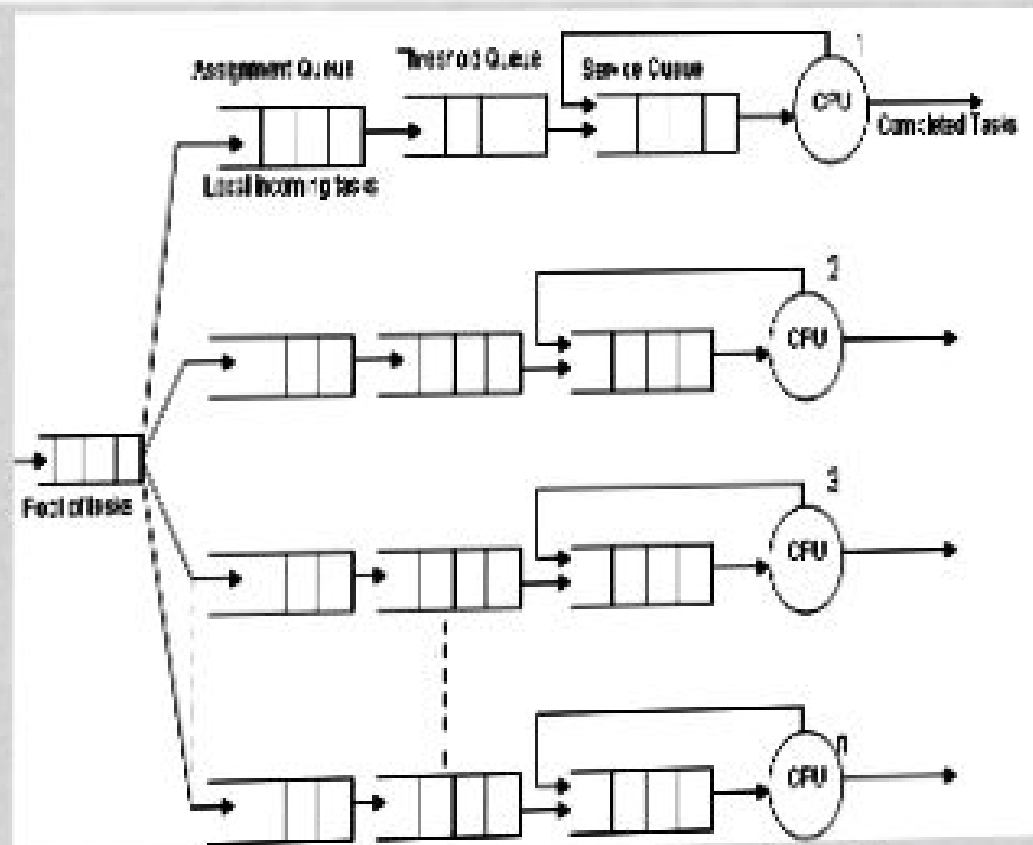 Assignment Queue
Threshold Queue
Service Queue
1
CPU
Completed Tasks
Local incoming tasks
2
CPU
Pool of tasks
3
CPU
n
CPU